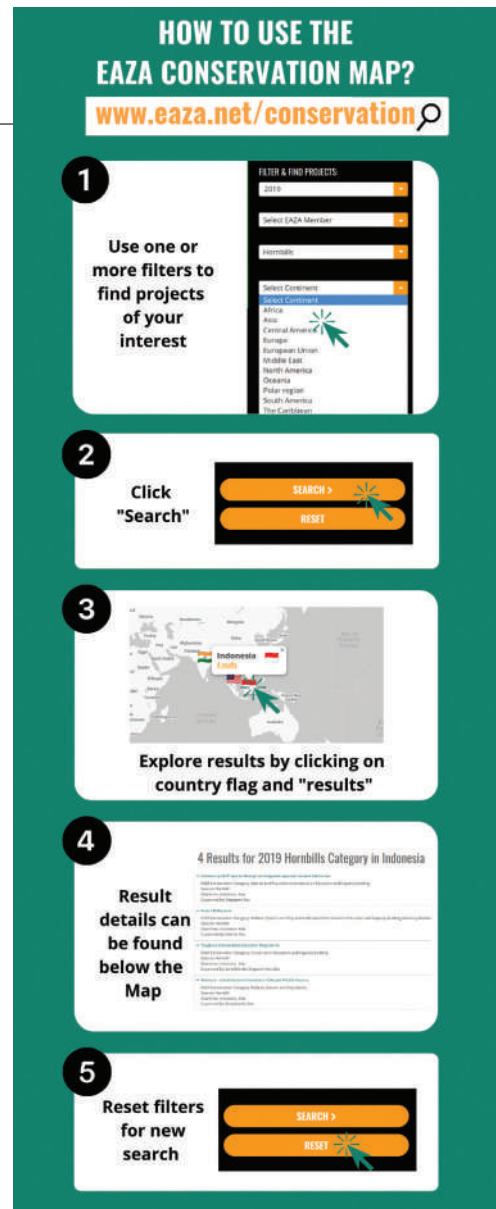 HOW TO USE THE
EAZA CONSERVATION MAP?
www.eaza.net/conservation
1
Use one or
more filters to
find projects
of your
interest
FILTER & FIND PROJECTS:
2019
Select EAZA Member
Hornbills
Select Continent
Select Continent
Africa
Asia
Central America
Europe
European Union
Middle East
North America
Oceania
Polar region
South America
The Caribbean
2
Click
"Search"
SEARCH >
RESET
3
Indonesia
Explore results by clicking on
country flag and "results"
4
Result
details can
be found
below the
Map
4 Results for 2019 Hornbills Category in Indonesia
5
Reset filters
for new
search
SEARCH >
RESET